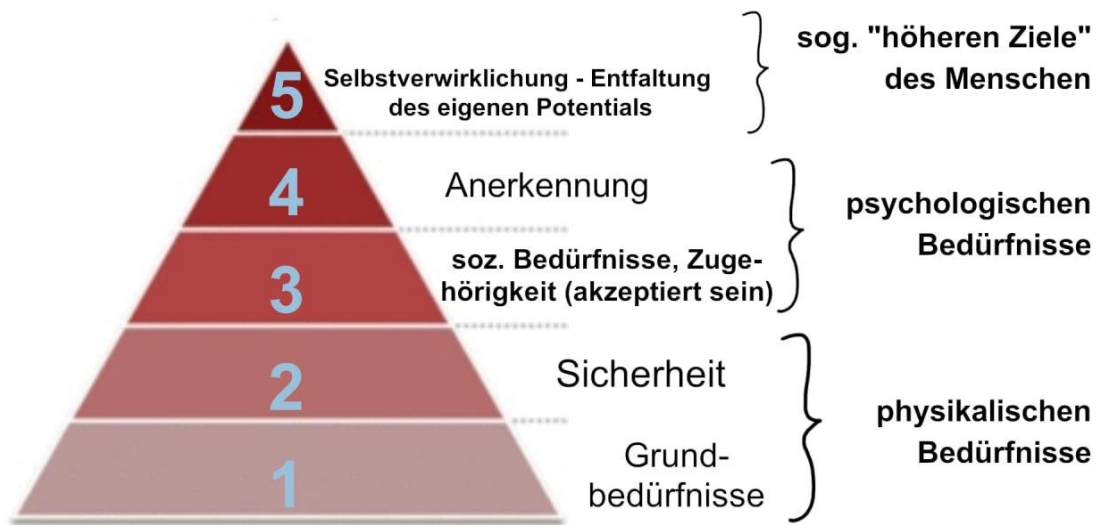 sog. "höheren Ziele"
des Menschen
5
Selbstverwirklichung - Entfaltung
des eigenen Potentials
4
Anerkennung
psychologischen
Bedürfnisse
3
soz. Bedürfnisse, Zuge-
hörigkeit (akzeptiert sein)
2
Sicherheit
physikalischen
Bedürfnisse
1
Grund-
bedürfnisse